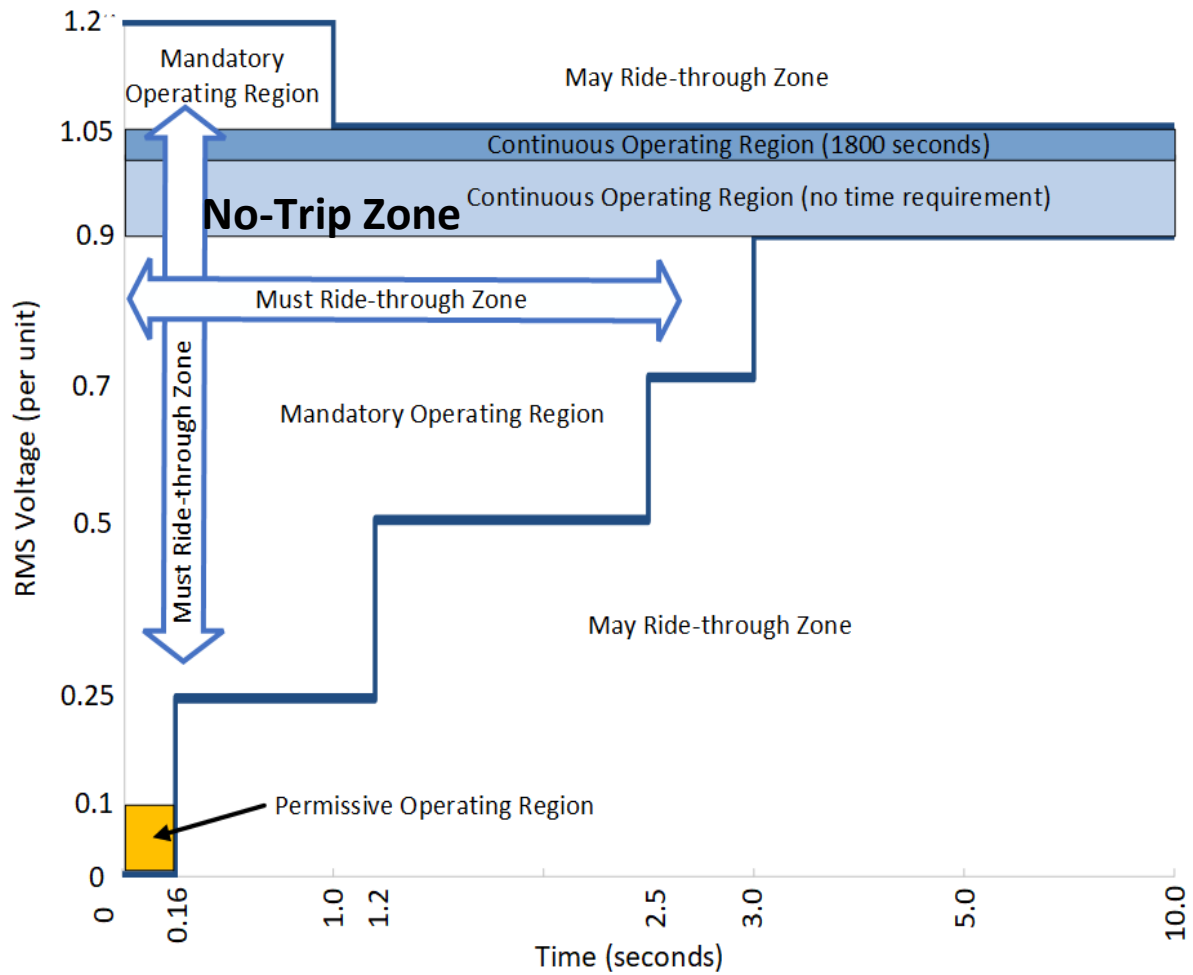 1.2
Mandatory
Operating Region
May Ride-through Zone
1.05
Continuous Operating Region (1800 seconds)
Continuous Operating Region (no time requirement)
No-Trip Zone
0.9
Must Ride-through Zone
RMS Voltage (per unit)
Must Ride-through Zone
0.7
Mandatory Operating Region
0.5
May Ride-through Zone
0.25
0.1
Permissive Operating Region
0
0
0.16
1.0
1.2
2.5
3.0
5.0
10.0
Time (seconds)